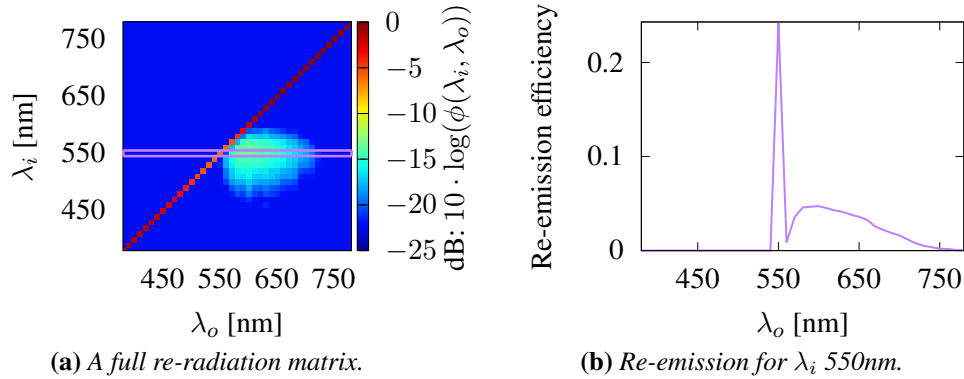 750
650
550
450
λ_i [nm]
450 550 650 750
λ_o [nm]
0
−5
−10
−15
−20
−25
dB: 10 · log(ϕ(λ_i, λ_o))
(a) A full re-radiation matrix.
Re-emission efficiency
0.2
0.1
0
450 550 650 750
λ_o [nm]
(b) Re-emission for λ_i 550nm.